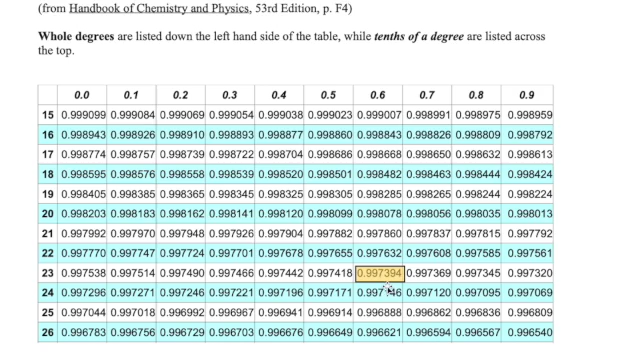 (from Handbook of Chemistry and Physics, 53rd Edition, p. F4)
Whole degrees are listed down the left hand side of the table, while tenths of a degree are listed across
the top.
0.0 0.1 0.2 0.3 0.4 0.5 0.6 0.7 0.8 0.9
15 0.999099 0.999084 0.999069 0.999054 0.999038 0.999023 0.999007 0.998991 0.998975 0.998959
16 0.998943 0.998926 0.998910 0.998893 0.998877 0.998860 0.998843 0.998826 0.998809 0.998792
17 0.998774 0.998757 0.998739 0.998722 0.998704 0.998686 0.998668 0.998650 0.998632 0.998613
18 0.998595 0.998576 0.998558 0.998539 0.998520 0.998501 0.998482 0.998463 0.998444 0.998424
19 0.998405 0.998385 0.998365 0.998345 0.998325 0.998305 0.998285 0.998265 0.998244 0.998224
20 0.998203 0.998183 0.998162 0.998141 0.998120 0.998099 0.998078 0.998056 0.998035 0.998013
21 0.997992 0.997970 0.997948 0.997926 0.997904 0.997882 0.997860 0.997837 0.997815 0.997792
22 0.997770 0.997747 0.997724 0.997701 0.997678 0.997655 0.997632 0.997608 0.997585 0.997561
23 0.997538 0.997514 0.997490 0.997466 0.997442 0.997418 0.997394 0.997369 0.997345 0.997320
24 0.997296 0.997271 0.997246 0.997221 0.997196 0.997171 0.997146 0.997120 0.997095 0.997069
25 0.997044 0.997018 0.996992 0.996967 0.996941 0.996914 0.996888 0.996862 0.996836 0.996809
26 0.996783 0.996756 0.996729 0.996703 0.996676 0.996649 0.996621 0.996594 0.996567 0.996540